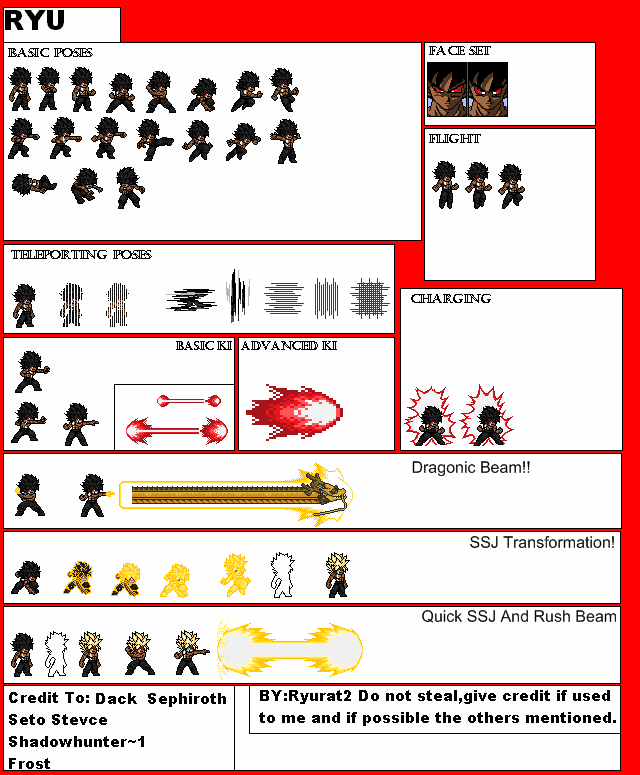 RYU
BASIC POSES
FACE SET
FLIGHT
TELEPORTING POSES
CHARGING
BASIC KI
ADVANCED KI
Dragonic Beam!!
SSJ Transformation!
Quick SSJ And Rush Beam
Credit To: Dack Sephiroth
Seto Stevce
Shadowhunter~1
Frost
BY:Ryurat2 Do not steal,give credit if used
to me and if possible the others mentioned.